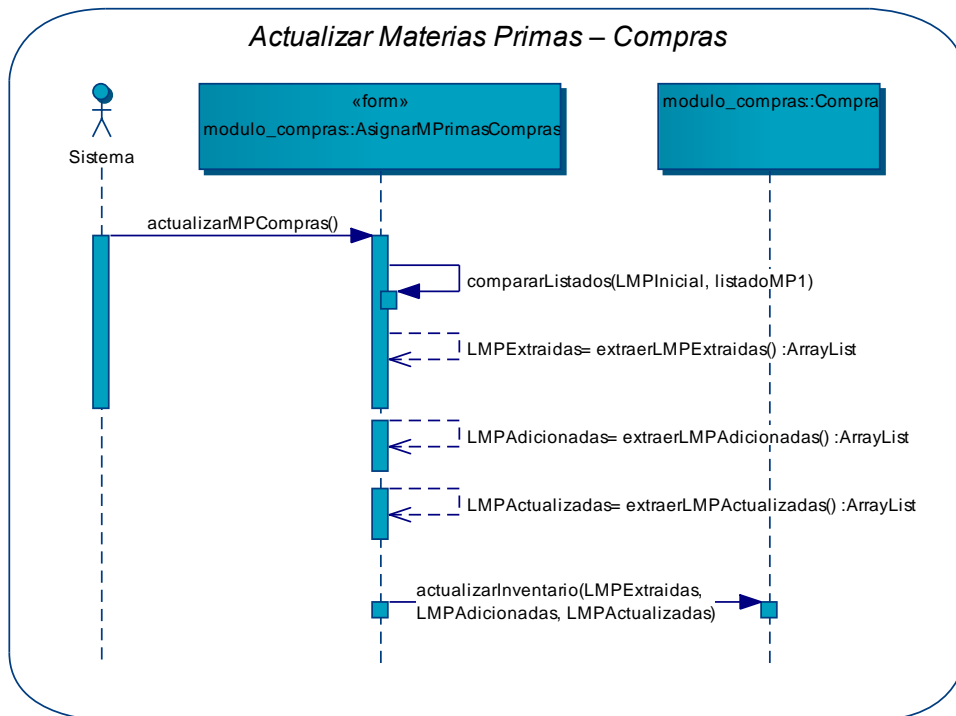 Actualizar Materias Primas – Compras
Sistema
«form»
modulo_compras::AsignarMPrimasCompras
modulo_compras::Compra
actualizarMPCompras()
compararListados(LMPInicial, listadoMP1)
LMPExtraidas= extraerLMPExtraidas() :ArrayList
LMPAdicionadas= extraerLMPAdicionadas() :ArrayList
LMPActualizadas= extraerLMPActualizadas() :ArrayList
actualizarInventario(LMPExtraidas,
LMPAdicionadas, LMPActualizadas)